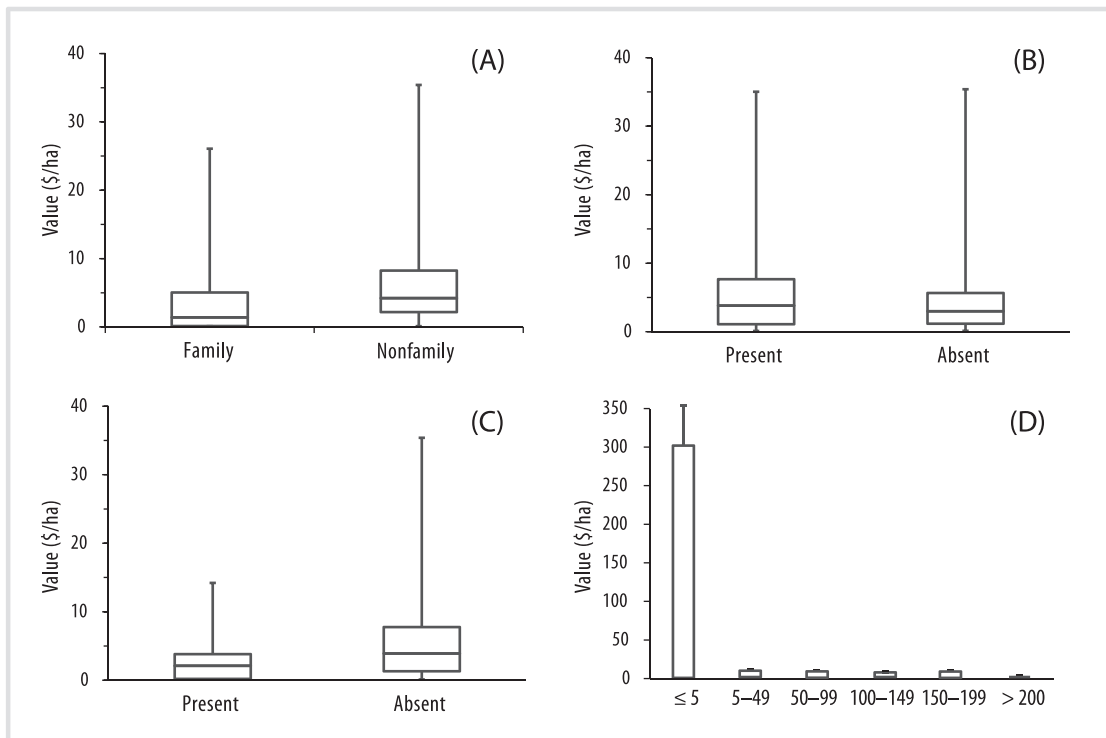 (A)
Value ($/ha)
40
30
20
10
0
Family Nonfamily
(B)
Value ($/ha)
40
30
20
10
0
Present Absent
(C)
Value ($/ha)
40
30
20
10
0
Present Absent
(D)
Value ($/ha)
350
300
250
200
150
100
50
0
≤ 5 5–49 50–99 100–149 150–199 > 200